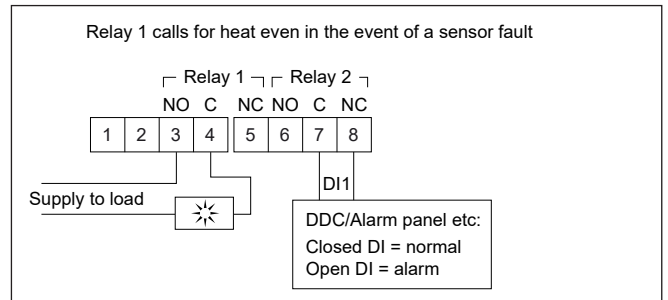 Relay 1 calls for heat even in the event of a sensor fault
Relay 1 Relay 2
NO C NC NO C NC
1 2 3 4 5 6 7 8
DI1
Supply to load
DDC/Alarm panel etc:
Closed DI = normal
Open DI = alarm